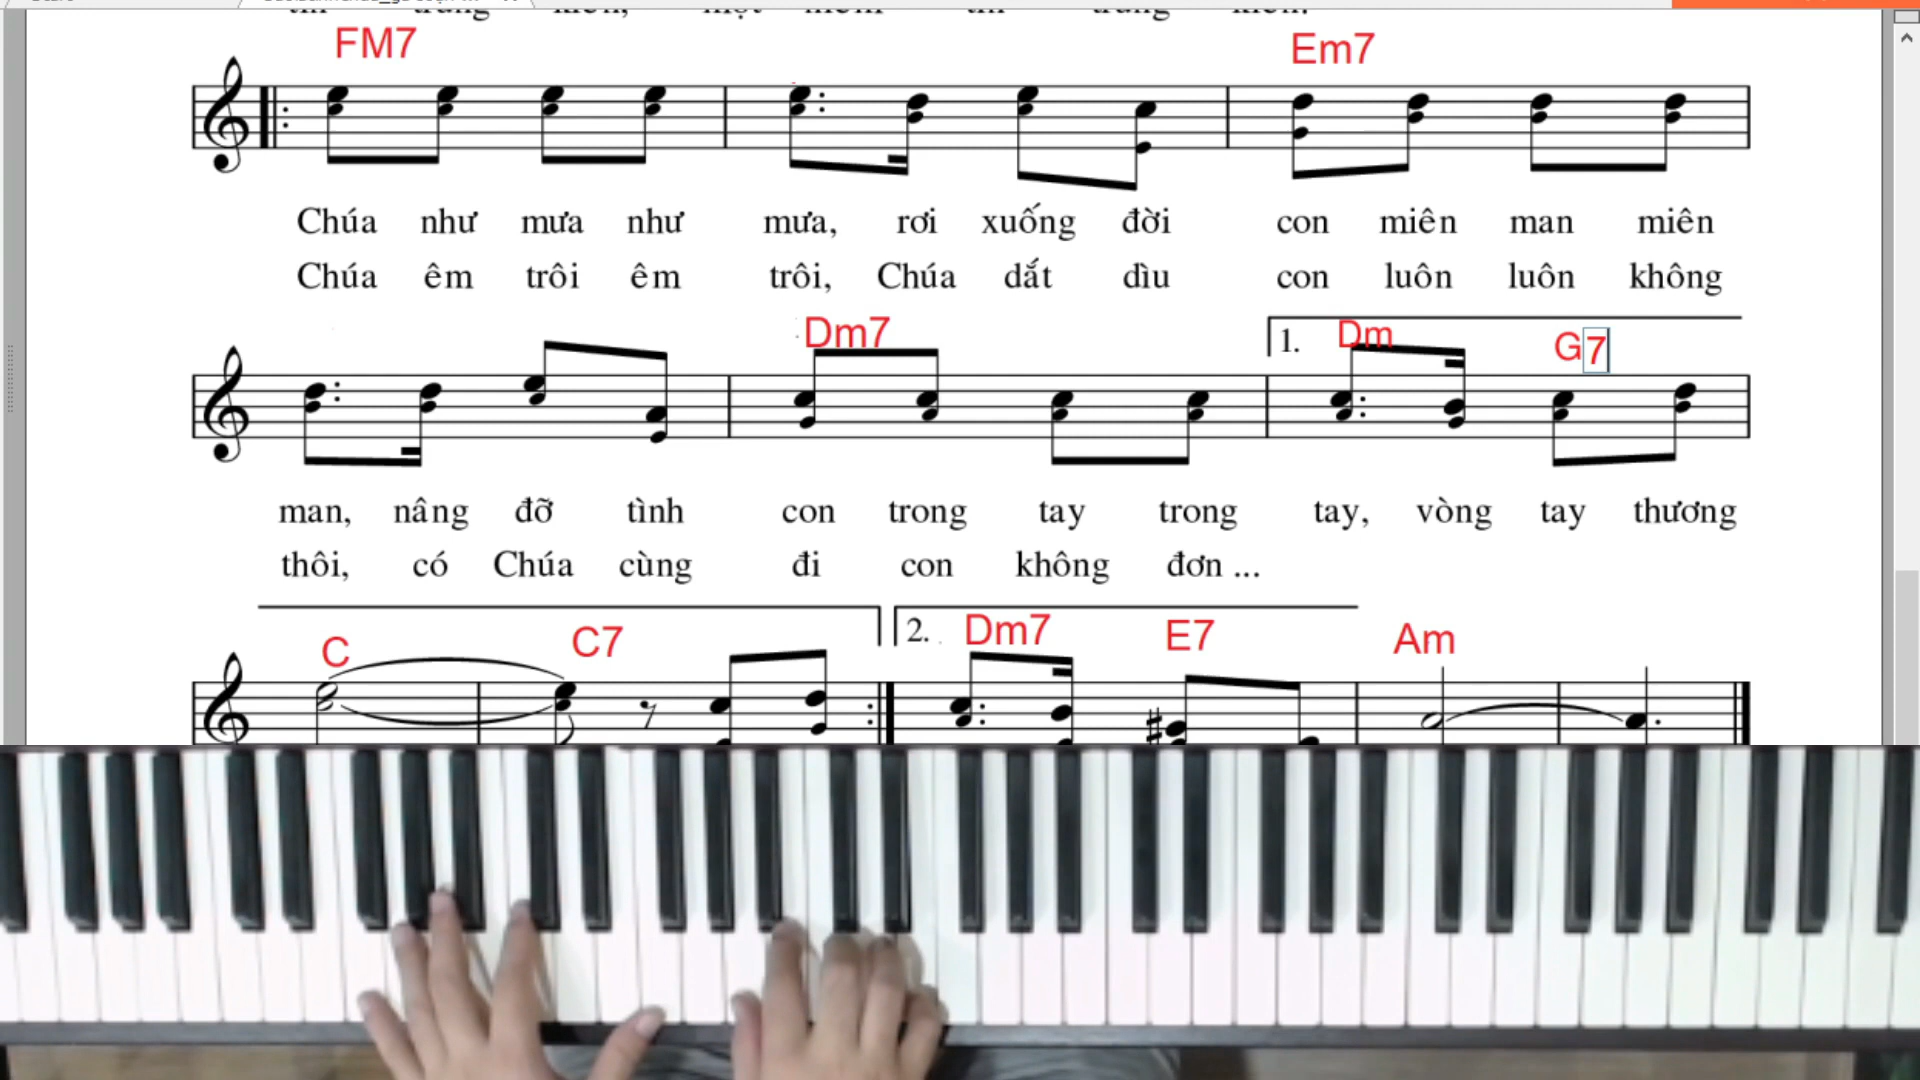 FM7 Em7
Chúa như mưa như mưa, rơi xuống đời con miên man miên
Chúa êm trôi êm trôi, Chúa dắt dìu con luôn luôn không
Dm7 1. Dm G7
man, nâng đỡ tình con trong tay trong tay, vòng tay thương
thôi, có Chúa cùng đi con không đơn ...
C C7 2. Dm7 E7 Am